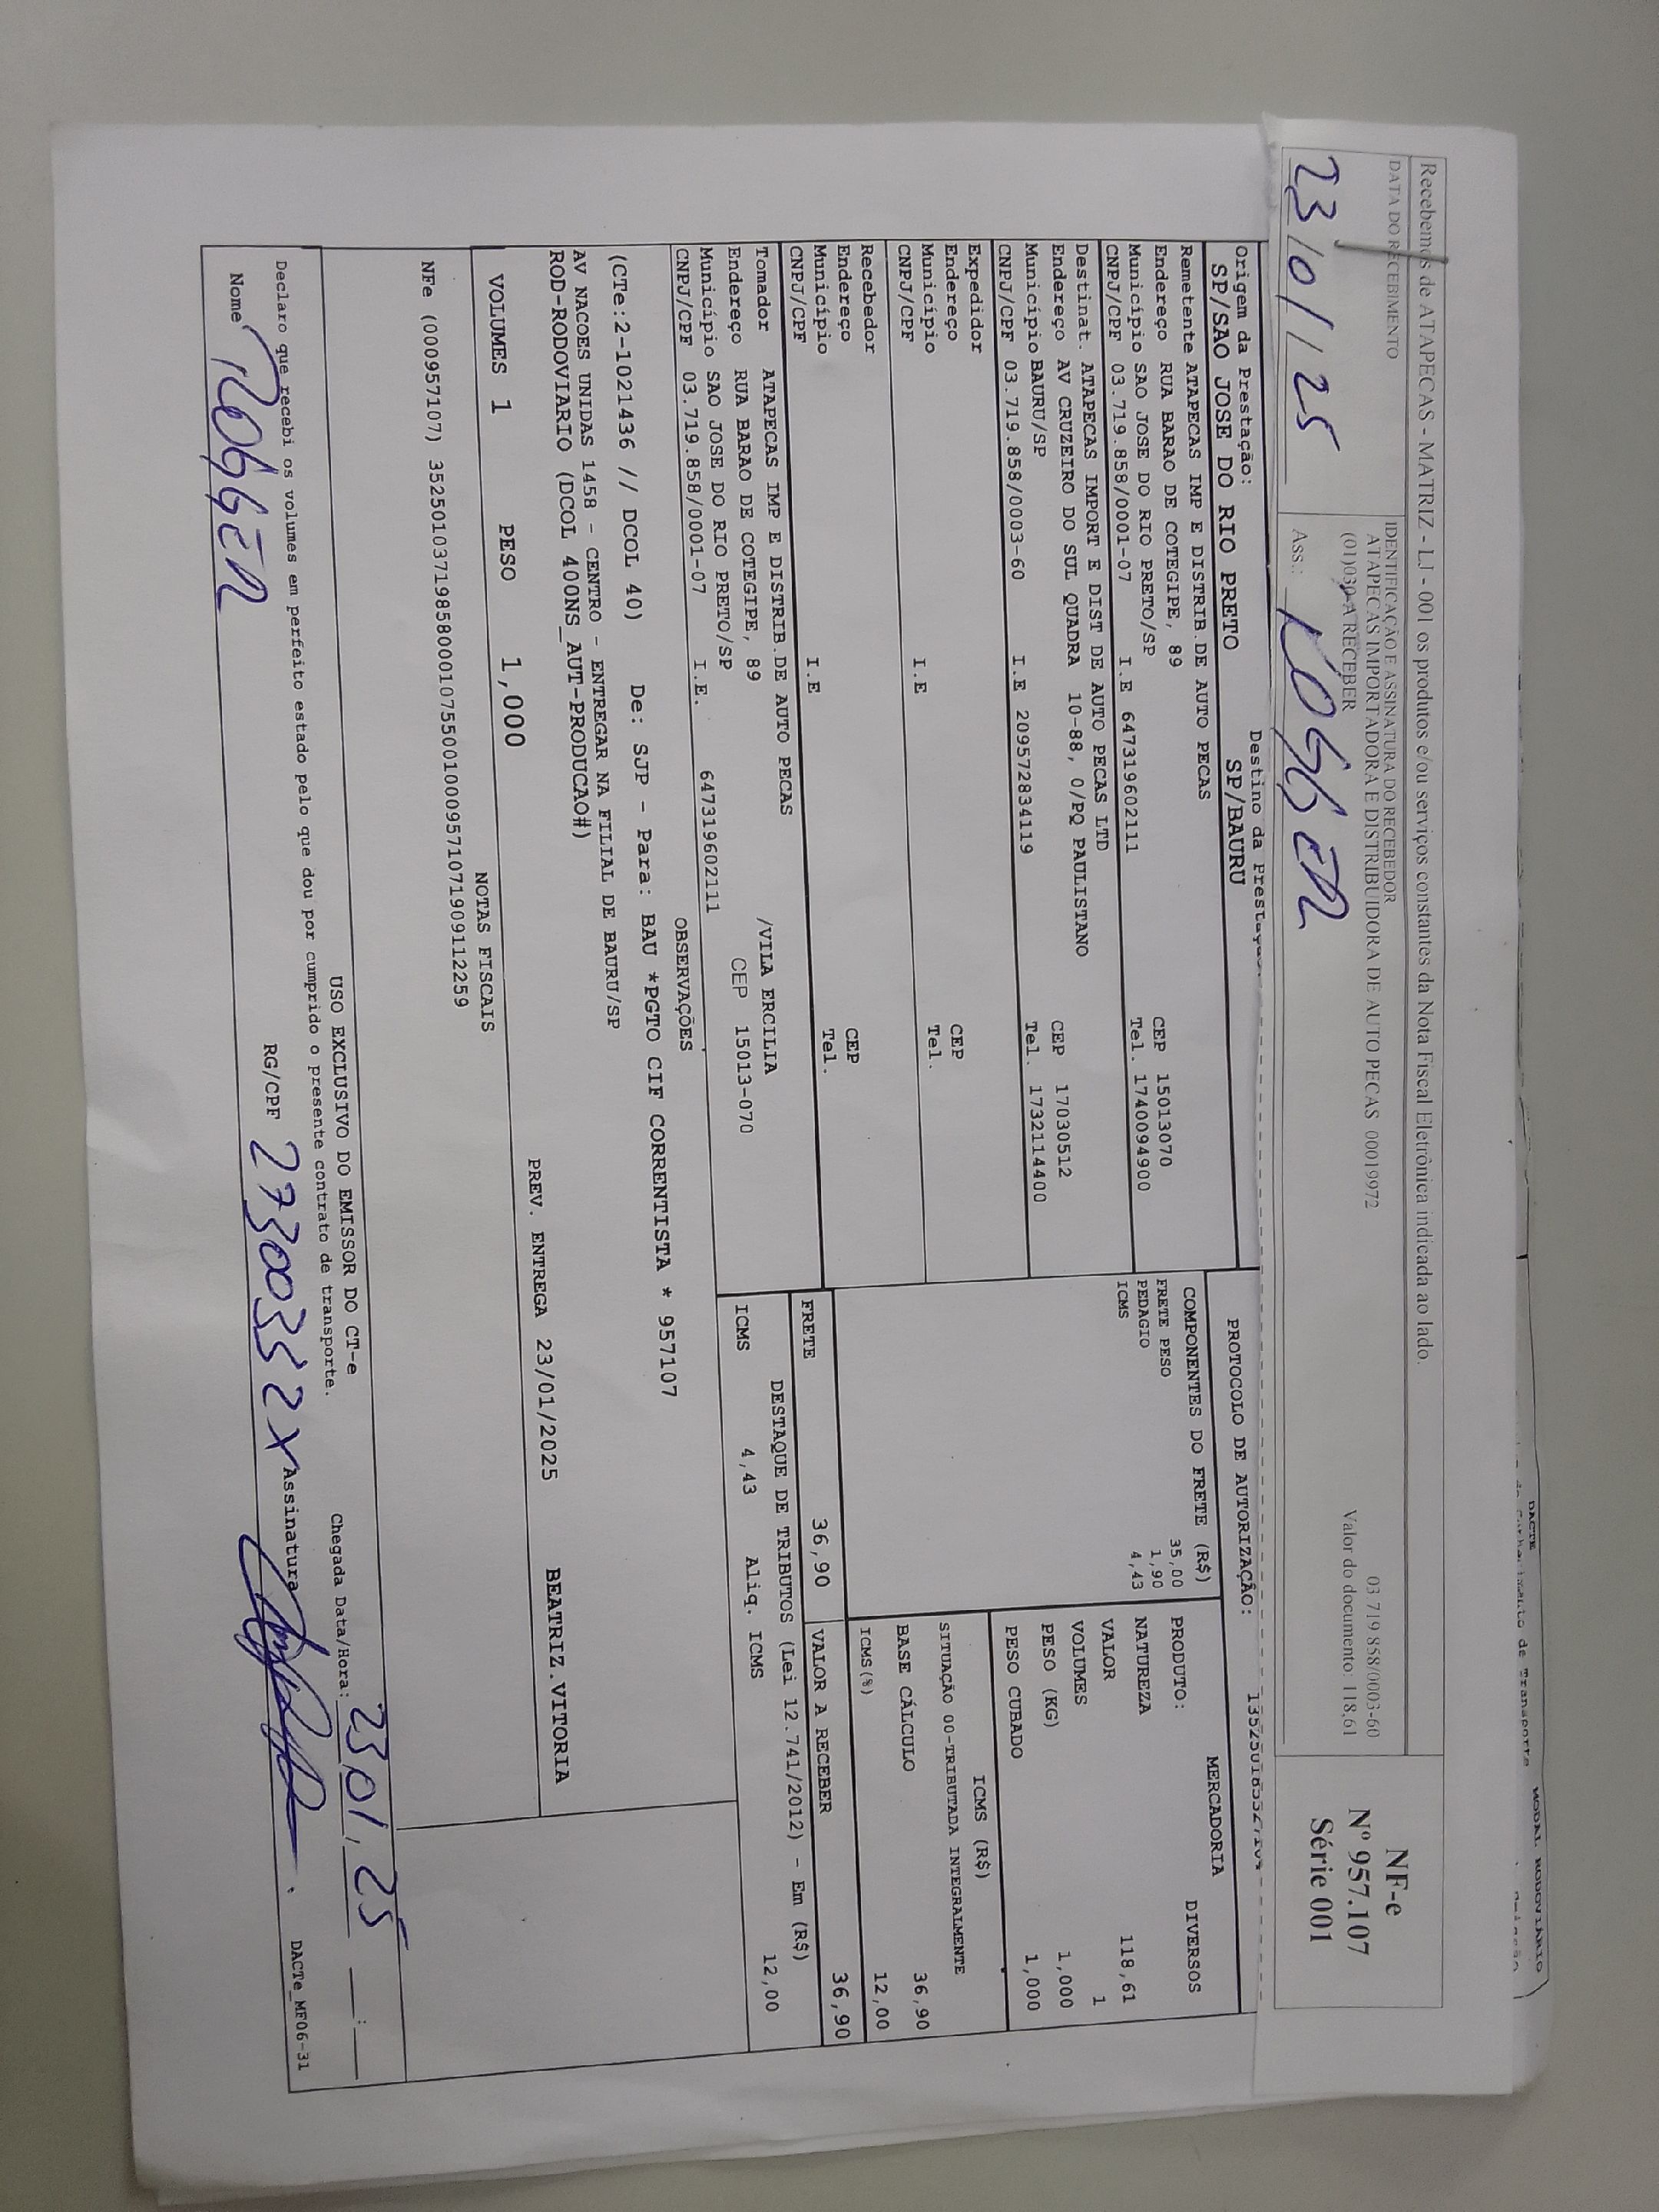 DACTE
MODAL RODOVIÁRIO
de Transporte
Recebemos de ATAPECAS - MATRIZ - LJ - 001 os produtos e/ou serviços constantes da Nota Fiscal Eletrônica indicada ao lado.
DATA DO RECEBIMENTO
23/01/25
IDENTIFICAÇÃO E ASSINATURA DO RECEBEDOR
ATAPECAS IMPORTADORA E DISTRIBUIDORA DE AUTO PECAS 00019972
03.719.858/0003-60
A RECEBER
Valor do documento: 118,61
Ass.: ROGGER
NF-e
Nº 957.107
Série 001
Origem da Prestação:
SP/SAO JOSE DO RIO PRETO
Destino da Prestação:
SP/BAURU
PROTOCOLO DE AUTORIZAÇÃO:
Remetente ATAPECAS IMP E DISTRIB.DE AUTO PECAS
Endereço RUA BARAO DE COTEGIPE, 89 CEP 15013070
Município SAO JOSE DO RIO PRETO/SP Tel. 1740094900
CNPJ/CPF 03.719.858/0001-07 I.E 647319602111
Destinat. ATAPECAS IMPORT E DIST DE AUTO PECAS LTD
Endereço AV CRUZEIRO DO SUL QUADRA 10-88, 0/PQ PAULISTANO CEP 17030512
Município BAURU/SP Tel. 1732114400
CNPJ/CPF 03.719.858/0003-60 I.E 209572834119
Expedidor
Endereço CEP
Município Tel.
CNPJ/CPF I.E
Recebedor
Endereço CEP
Município Tel.
CNPJ/CPF I.E
Tomador ATAPECAS IMP E DISTRIB.DE AUTO PECAS /VILA ERCILIA
Endereço RUA BARAO DE COTEGIPE, 89 CEP 15013-070
Município SAO JOSE DO RIO PRETO/SP
CNPJ/CPF 03.719.858/0001-07 I.E. 647319602111
COMPONENTES DO FRETE (R$)
FRETE PESO 35,00
PEDAGIO 1,90
ICMS 4,43
MERCADORIA
PRODUTO: DIVERSOS
NATUREZA
VALOR 118,61
VOLUMES 1
PESO (KG) 1,000
PESO CUBADO 1,000
ICMS (R$)
SITUAÇÃO 00-TRIBUTADA INTEGRALMENTE
BASE CÁLCULO 36,90
ICMS(%) 12,00
FRETE 36,90 VALOR A RECEBER 36,90
DESTAQUE DE TRIBUTOS (Lei 12.741/2012) - Em (R$)
ICMS 4,43 Aliq. ICMS 12,00
OBSERVAÇÕES
(CTe:2-1021436 // DCOL 40) De: SJP - Para: BAU *PGTO CIF CORRENTISTA * 957107
AV NACOES UNIDAS 1458 - CENTRO - ENTREGAR NA FILIAL DE BAURU/SP
ROD-RODOVIARIO (DCOL 400NS_AUT-PRODUCAO#)
VOLUMES 1 PESO 1,000 PREV. ENTREGA 23/01/2025 BEATRIZ.VITORIA
NOTAS FISCAIS
NFe (000957107) 35250103719858000107550010009571071909112259
USO EXCLUSIVO DO EMISSOR DO CT-e
Chegada Data/Hora: 23,01,25 __:__
Declaro que recebi os volumes em perfeito estado pelo que dou por cumprido o presente contrato de transporte.
Nome ROGGER RG/CPF 27300352X Assinatura
DACTe_MF06-31